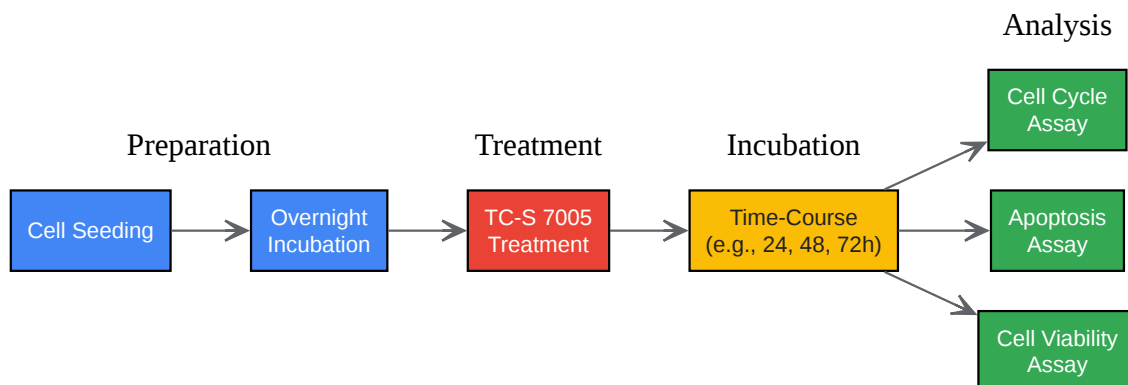 Analysis
Cell Cycle
Assay
Preparation
Treatment
Incubation
Cell Seeding
Overnight
Incubation
TC-S 7005
Treatment
Time-Course
(e.g., 24, 48, 72h)
Apoptosis
Assay
Cell Viability
Assay